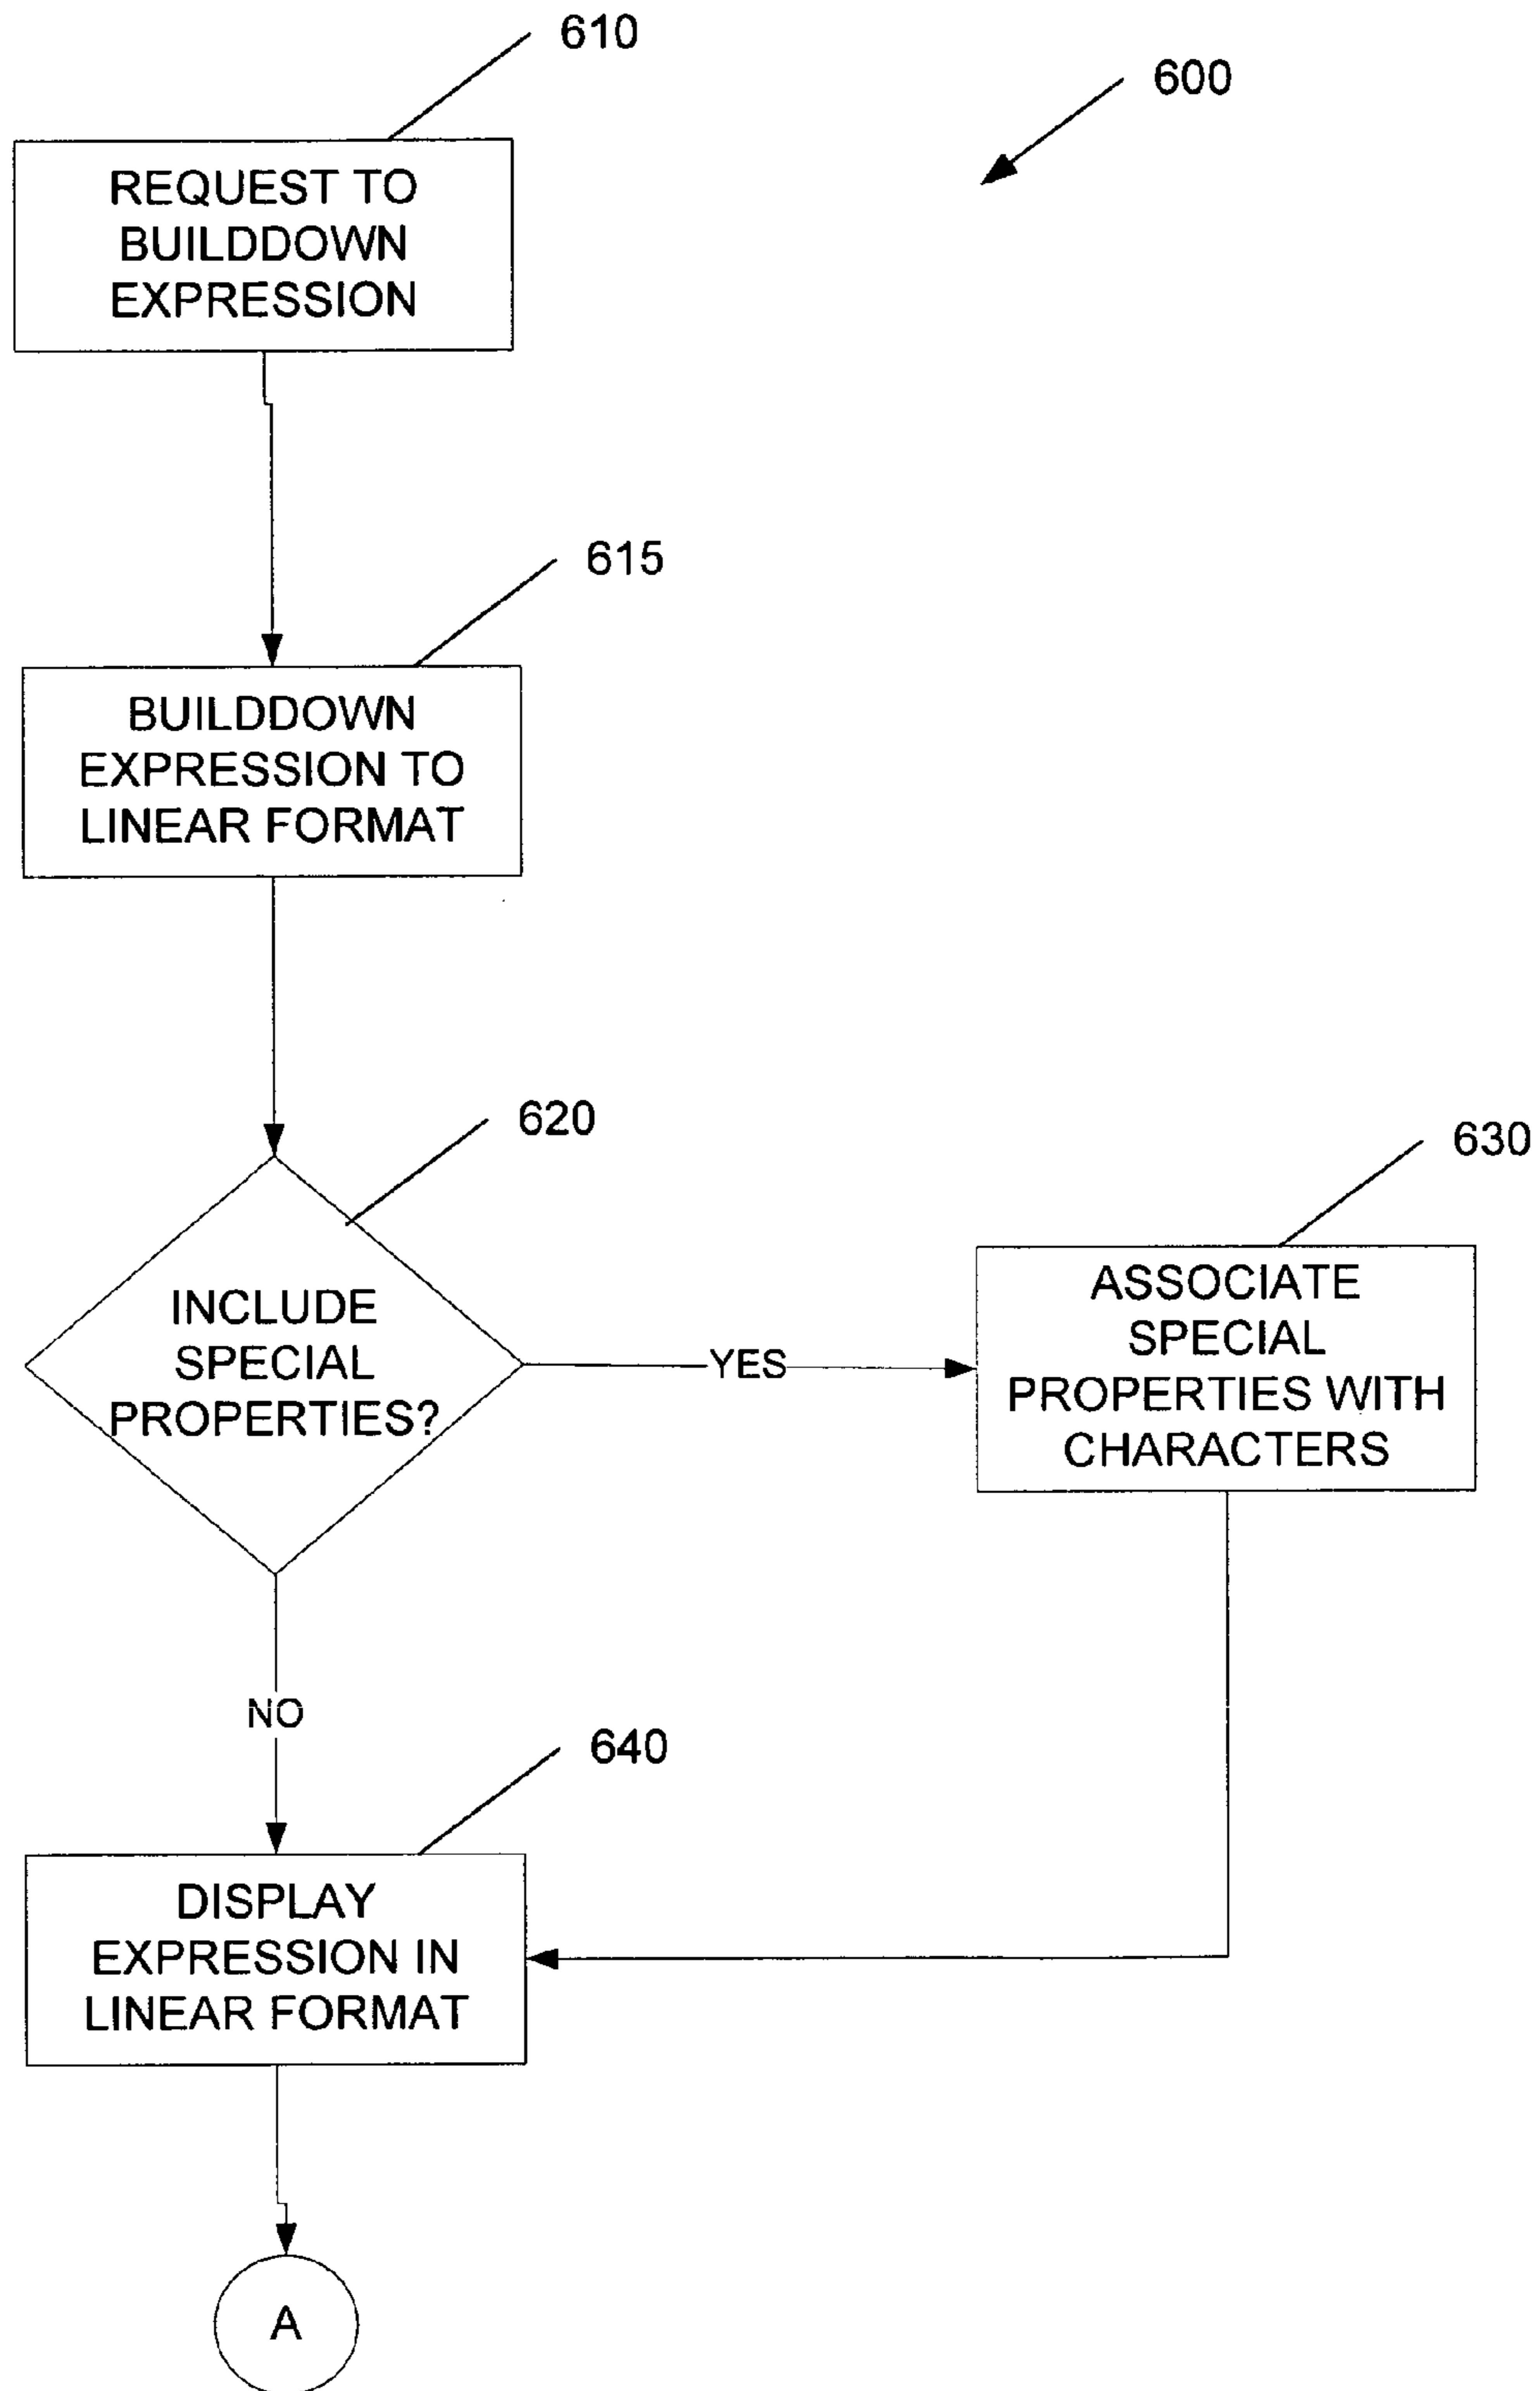 610
600
REQUEST TO
BUILDDOWN
EXPRESSION
615
BUILDDOWN
EXPRESSION TO
LINEAR FORMAT
620
630
INCLUDE
SPECIAL
PROPERTIES?
YES
ASSOCIATE
SPECIAL
PROPERTIES WITH
CHARACTERS
NO
640
DISPLAY
EXPRESSION IN
LINEAR FORMAT
A